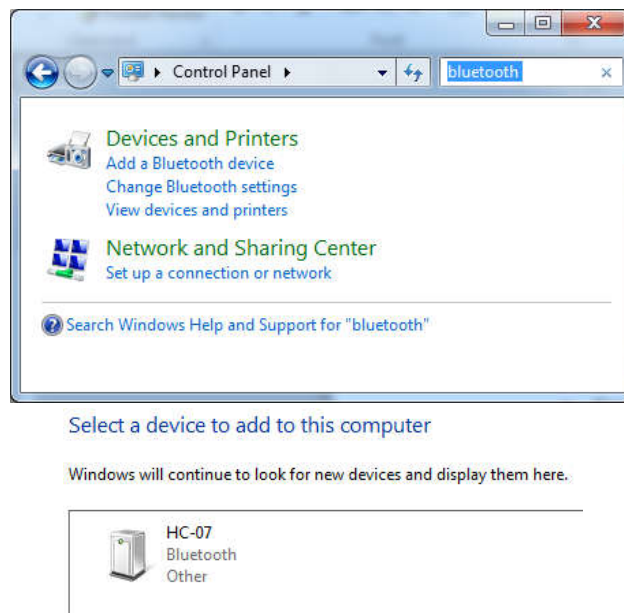 Control Panel
bluetooth
Devices and Printers
Add a Bluetooth device
Change Bluetooth settings
View devices and printers
Network and Sharing Center
Set up a connection or network
Search Windows Help and Support for "bluetooth"
Select a device to add to this computer
Windows will continue to look for new devices and display them here.
HC-07
Bluetooth
Other